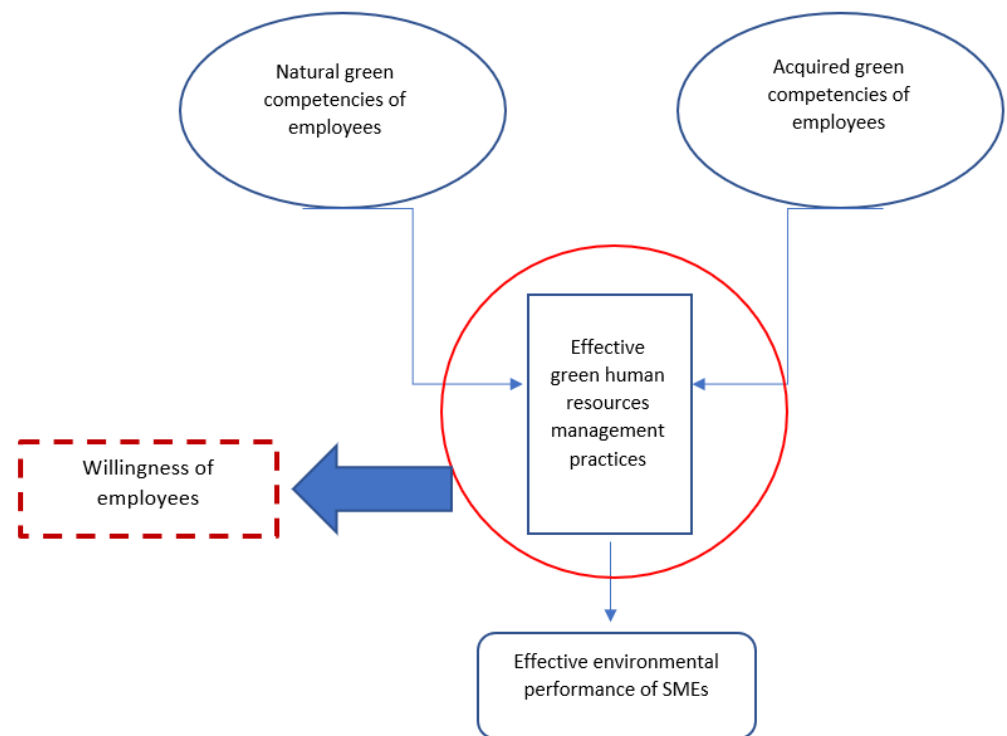 Natural green
competencies of
employees
Acquired green
competencies of
employees
Effective
green human
resources
management
practices
Willingness of
employees
Effective environmental
performance of SMEs